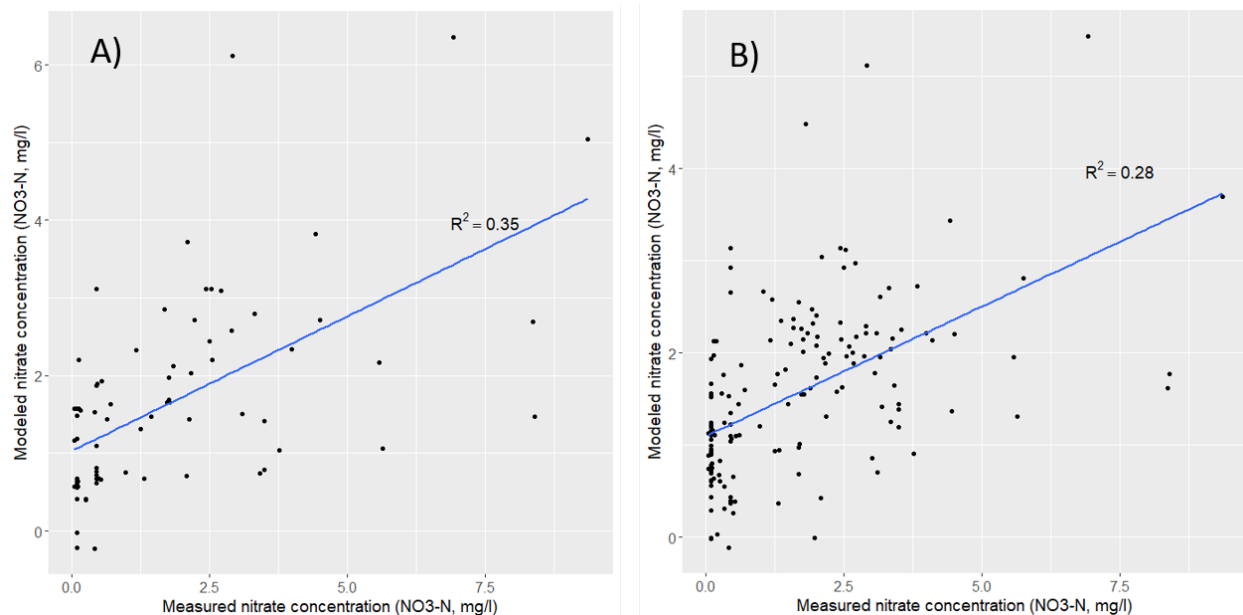 A)
Modeled nitrate concentration (NO3-N, mg/l)
6
4
2
0
R² = 0.35
0.0 2.5 5.0 7.5
Measured nitrate concentration (NO3-N, mg/l)
B)
Modeled nitrate concentration (NO3-N, mg/l)
4
2
0
R² = 0.28
0.0 2.5 5.0 7.5
Measured nitrate concentration (NO3-N, mg/l)